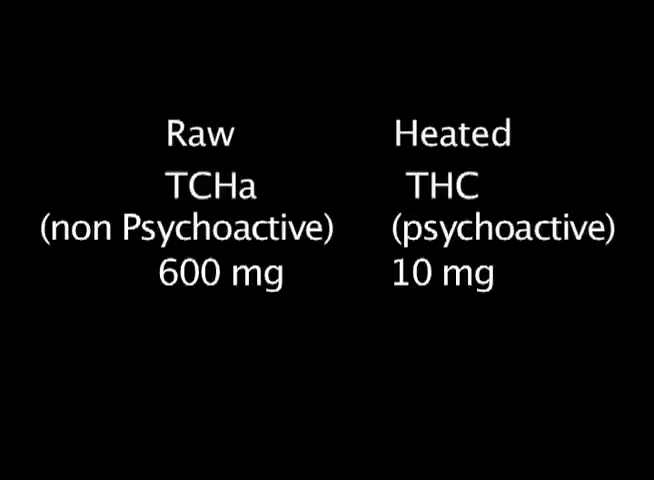 Raw Heated
TCHa THC
(non Psychoactive) (psychoactive)
600 mg 10 mg